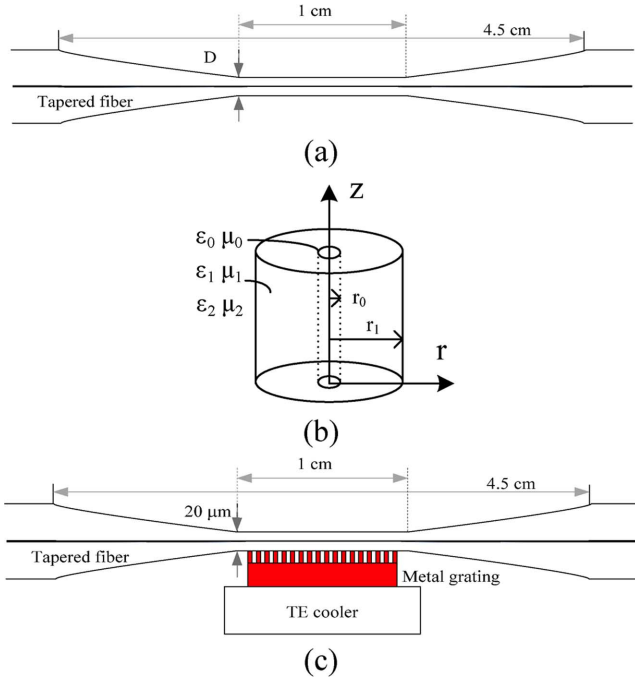 1 cm
4.5 cm
D
Tapered fiber
(a)
z
ε₀ μ₀
ε₁ μ₁
ε₂ μ₂
r₀
r₁
r
(b)
1 cm
4.5 cm
20 μm
Tapered fiber
Metal grating
TE cooler
(c)